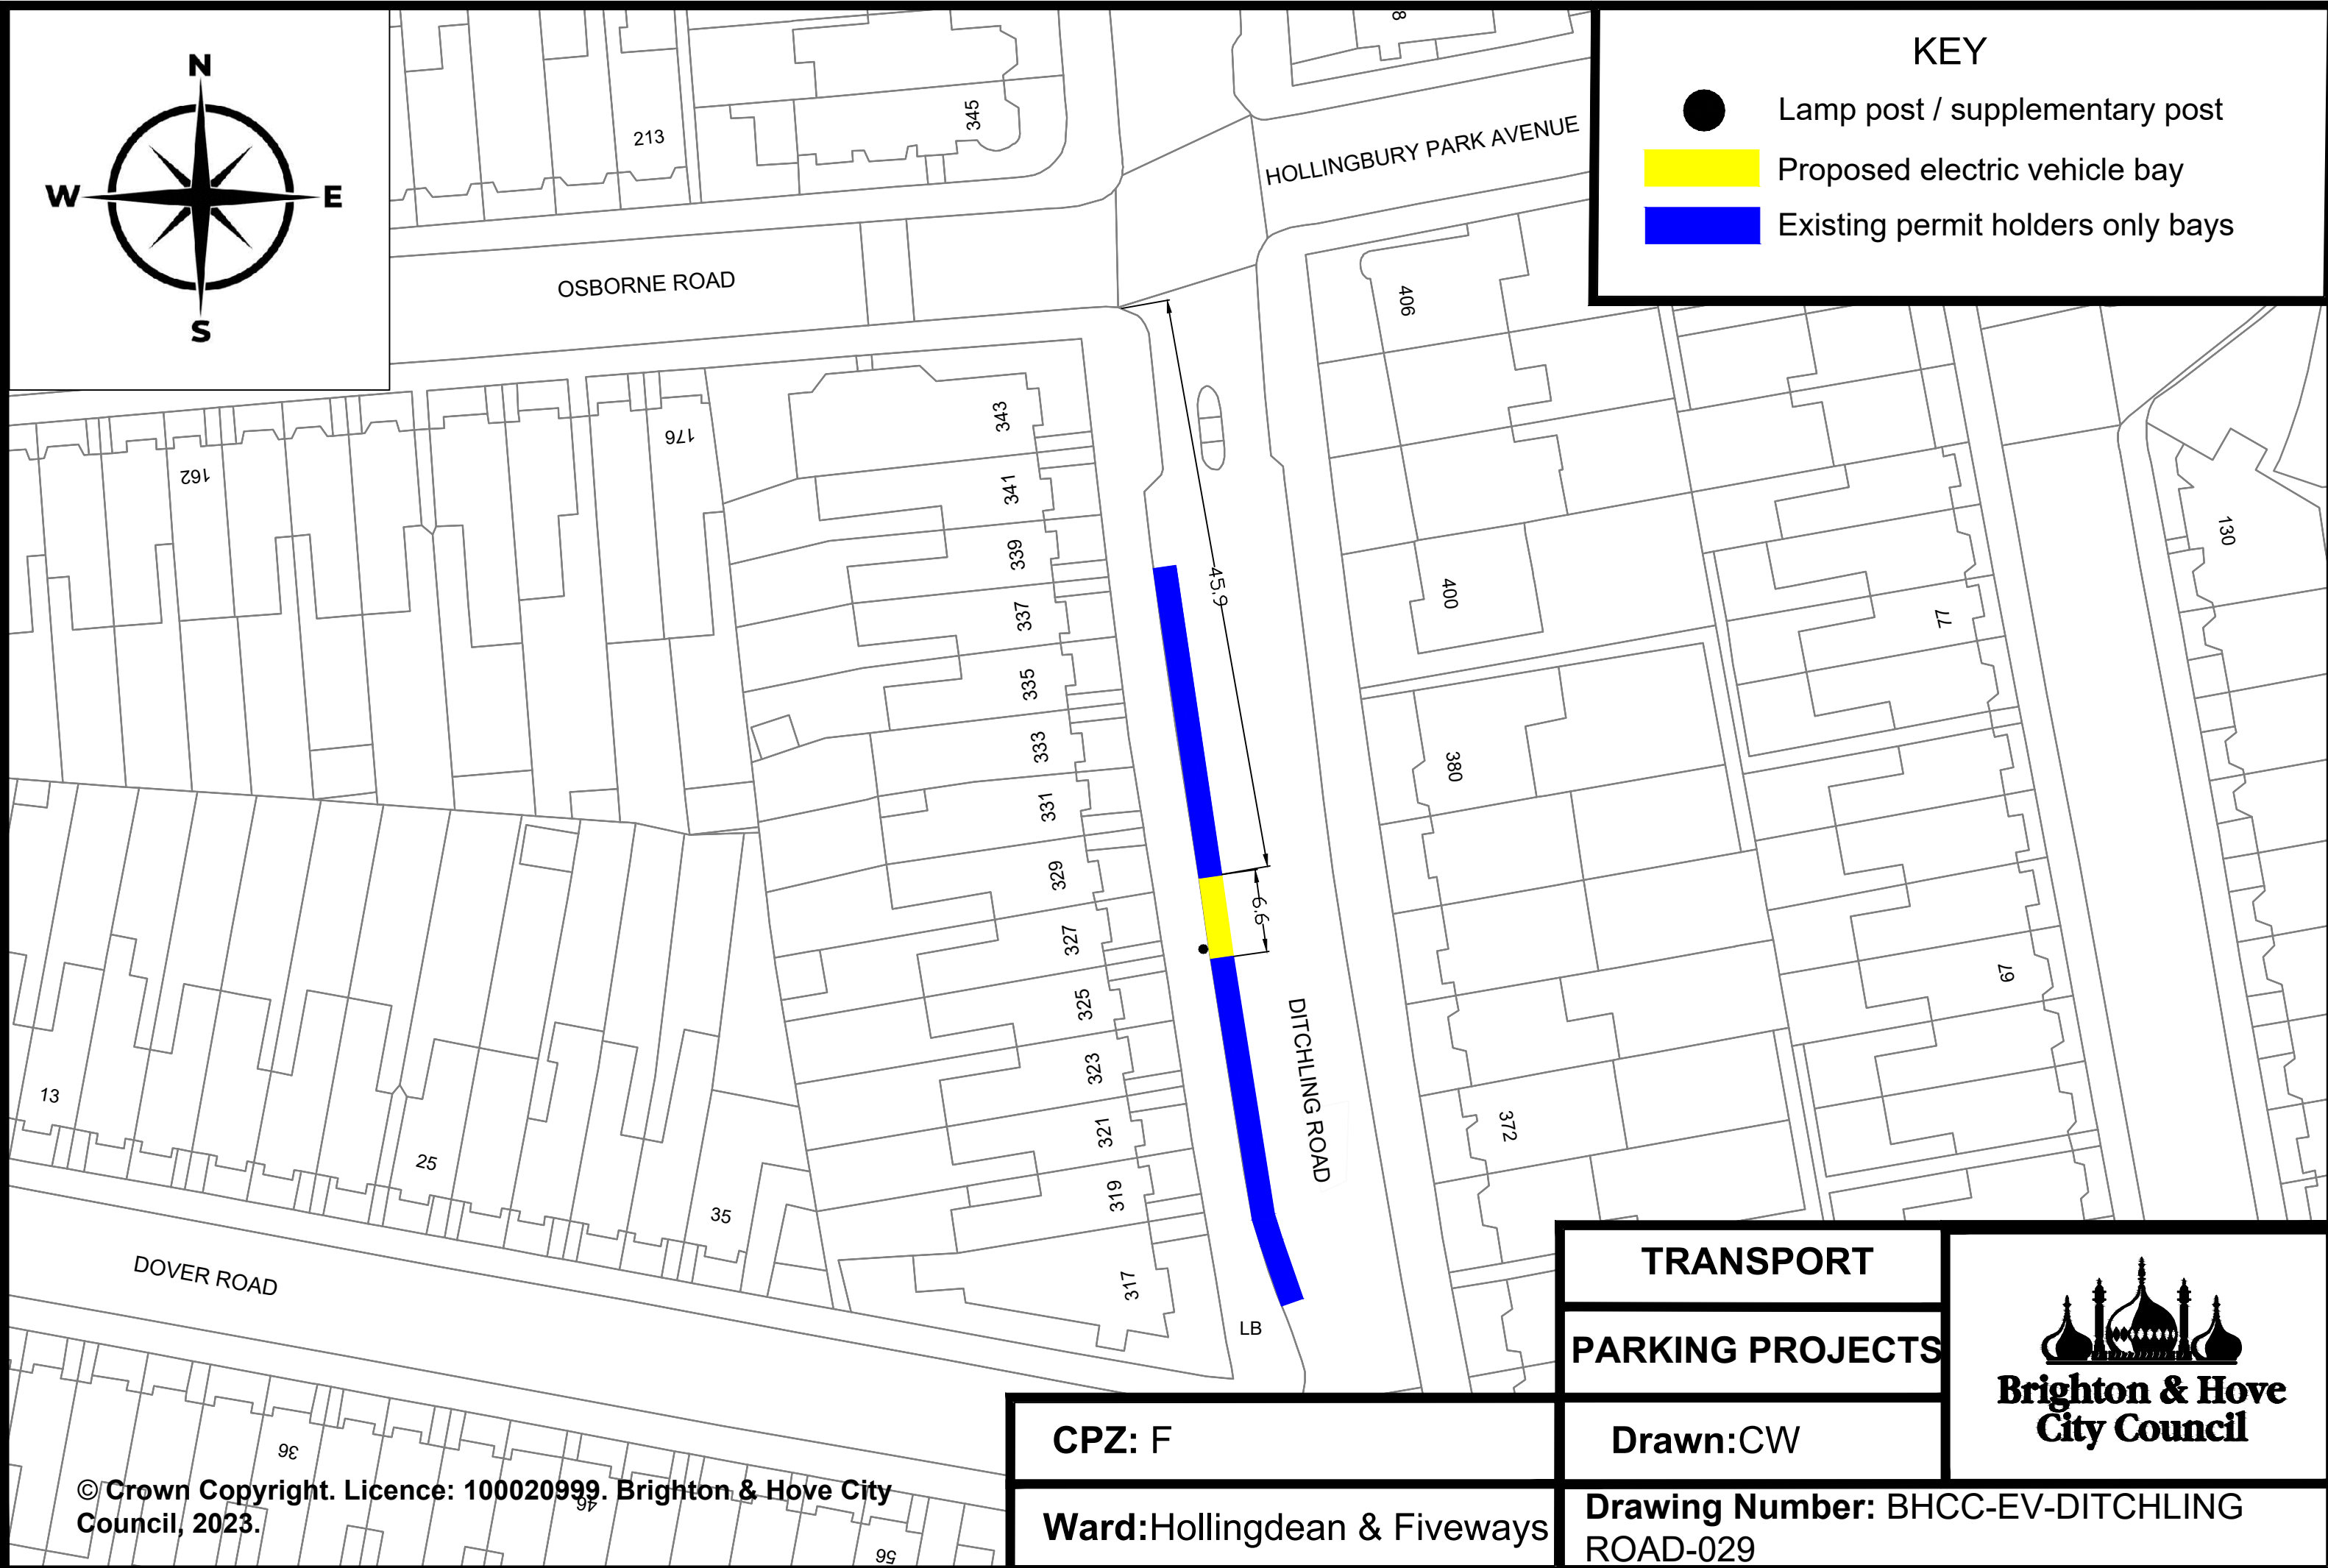 N
W
E
S
KEY
Lamp post / supplementary post
Proposed electric vehicle bay
Existing permit holders only bays
8
213
345
HOLLINGBURY PARK AVENUE
OSBORNE ROAD
406
343
176
162
341
339
45.9
337
400
77
130
335
333
380
331
329
6.6
327
67
325
DITCHLING ROAD
323
13
321
372
25
319
35
317
DOVER ROAD
LB
36
46
56
© Crown Copyright. Licence: 100020999. Brighton & Hove City
Council, 2023.
TRANSPORT
PARKING PROJECTS
Brighton & Hove
City Council
CPZ: F
Drawn:CW
Ward:Hollingdean & Fiveways
Drawing Number: BHCC-EV-DITCHLING
ROAD-029